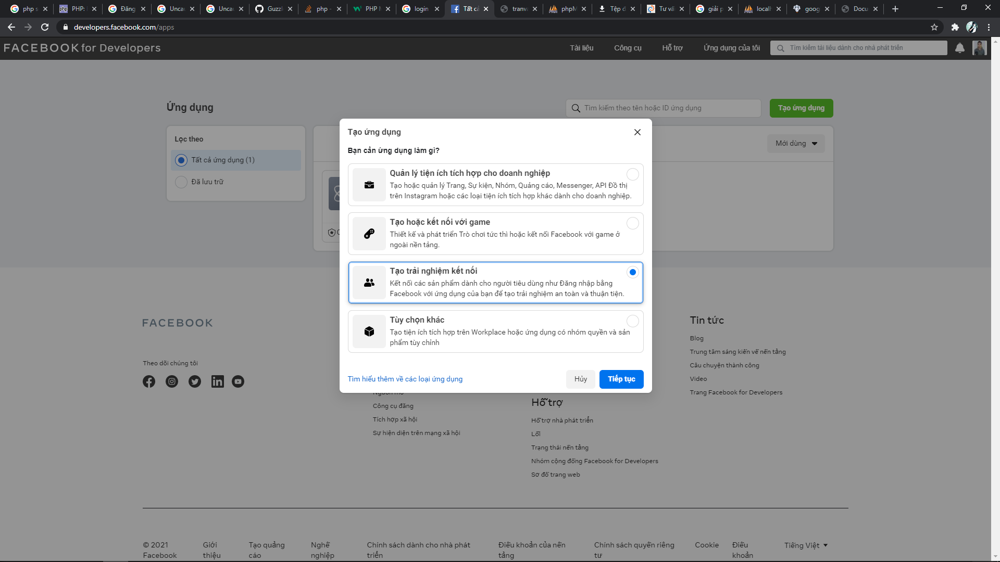 php s
PHP:
Đăng
Uncau
Uncau
Guzzl
php -
PHP
login
Tất cả
tranva
phpM
Tệp d
Tư vấ
giải p
localh
goog
Docu
developers.facebook.com/apps
FACEBOOK for Developers
Tài liệu
Công cụ
Hỗ trợ
Ứng dụng của tôi
Tìm kiếm tài liệu dành cho nhà phát triển
Ứng dụng
Tìm kiếm theo tên hoặc ID ứng dụng
Tạo ứng dụng
Lọc theo
Tất cả ứng dụng (1)
Đã lưu trữ
Mới dùng
Tạo ứng dụng
Bạn cần ứng dụng làm gì?
Quản lý tiện ích tích hợp cho doanh nghiệp
Tạo hoặc quản lý Trang, Sự kiện, Nhóm, Quảng cáo, Messenger, API Đồ thị
trên Instagram hoặc các loại tiện ích tích hợp khác dành cho doanh nghiệp.
Tạo hoặc kết nối với game
Thiết kế và phát triển Trò chơi tức thì hoặc kết nối Facebook với game ở
ngoài nền tảng.
Tạo trải nghiệm kết nối
Kết nối các sản phẩm dành cho người tiêu dùng như Đăng nhập bằng
Facebook với ứng dụng của bạn để tạo trải nghiệm an toàn và thuận tiện.
Tùy chọn khác
Tạo tiện ích tích hợp trên Workplace hoặc ứng dụng có nhóm quyền và sản
phẩm tùy chỉnh
Tìm hiểu thêm về các loại ứng dụng
Hủy
Tiếp tục
FACEBOOK
Theo dõi chúng tôi
Công cụ đăng
Tích hợp xã hội
Sự hiện diện trên mạng xã hội
Hỗ trợ
Hỗ trợ nhà phát triển
Lỗi
Trạng thái nền tảng
Nhóm cộng đồng Facebook for Developers
Sơ đồ trang web
Tin tức
Blog
Trung tâm sáng kiến về nền tảng
Câu chuyện thành công
Video
Trang Facebook for Developers
© 2021
Facebook
Giới
thiệu
Tạo quảng
cáo
Nghề
nghiệp
Chính sách dành cho nhà phát
triển
Điều khoản của nền
tảng
Chính sách quyền riêng
tư
Cookie
Điều
khoản
Tiếng Việt